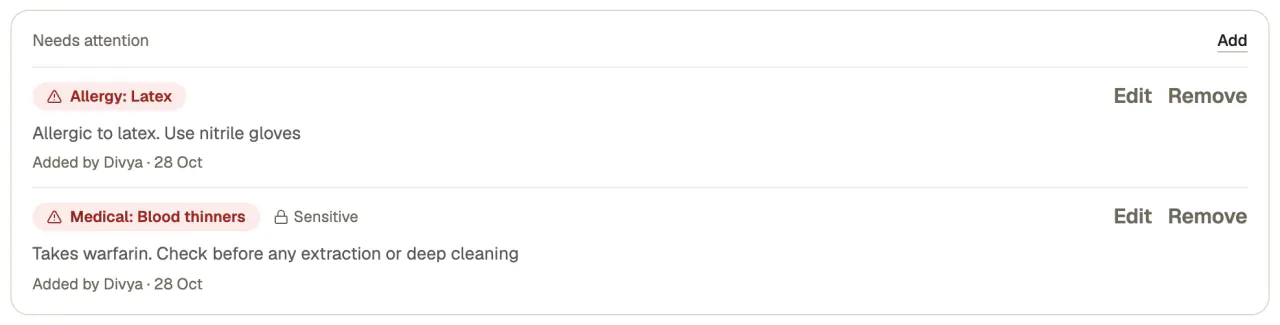 Needs attention
Add
Allergy: Latex
Edit Remove
Allergic to latex. Use nitrile gloves
Added by Divya · 28 Oct
Medical: Blood thinners Sensitive
Edit Remove
Takes warfarin. Check before any extraction or deep cleaning
Added by Divya · 28 Oct